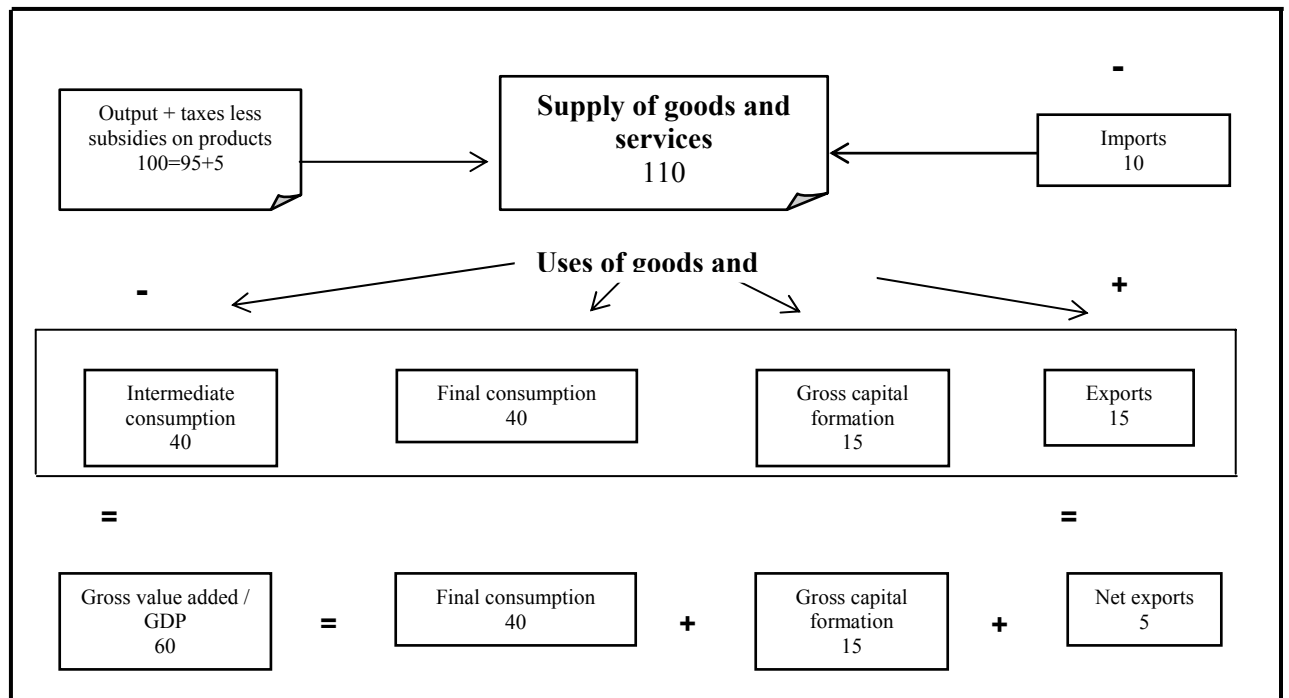 -
Output + taxes less
subsidies on products
100=95+5
Supply of goods and
services
110
Imports
10
Uses of goods and
-
+
Intermediate
consumption
40
Final consumption
40
Gross capital
formation
15
Exports
15
=
=
Gross value added /
GDP
60
=
Final consumption
40
+
Gross capital
formation
15
+
Net exports
5